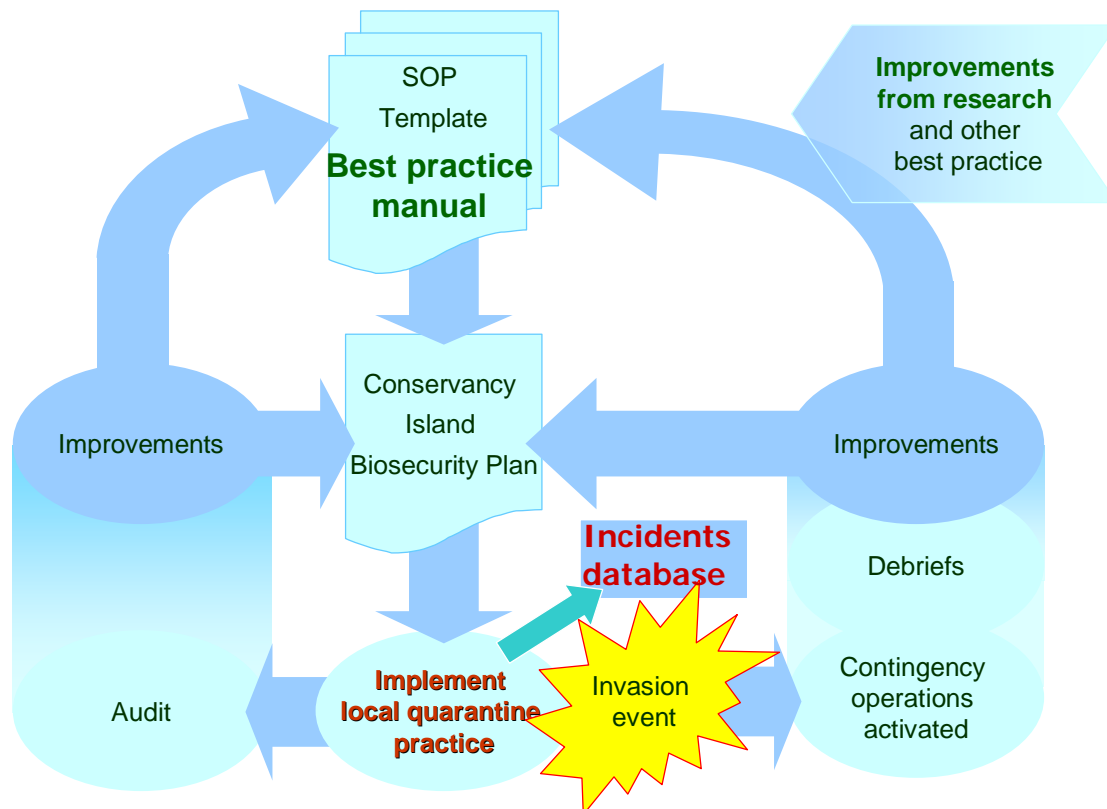 SOP
Template
Best practice
manual
Improvements
from research
and other
best practice
Conservancy
Island
Biosecurity Plan
Improvements
Improvements
Incidents
database
Debriefs
Audit
Implement
local quarantine
practice
Invasion
event
Contingency
operations
activated